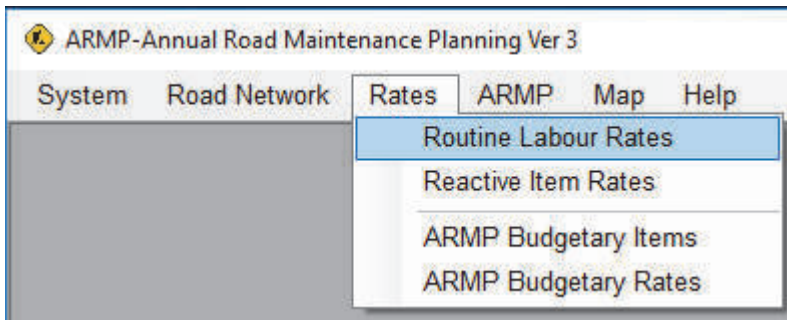 ARMP-Annual Road Maintenance Planning Ver 3
System Road Network Rates ARMP Map Help
Routine Labour Rates
Reactive Item Rates
ARMP Budgetary Items
ARMP Budgetary Rates